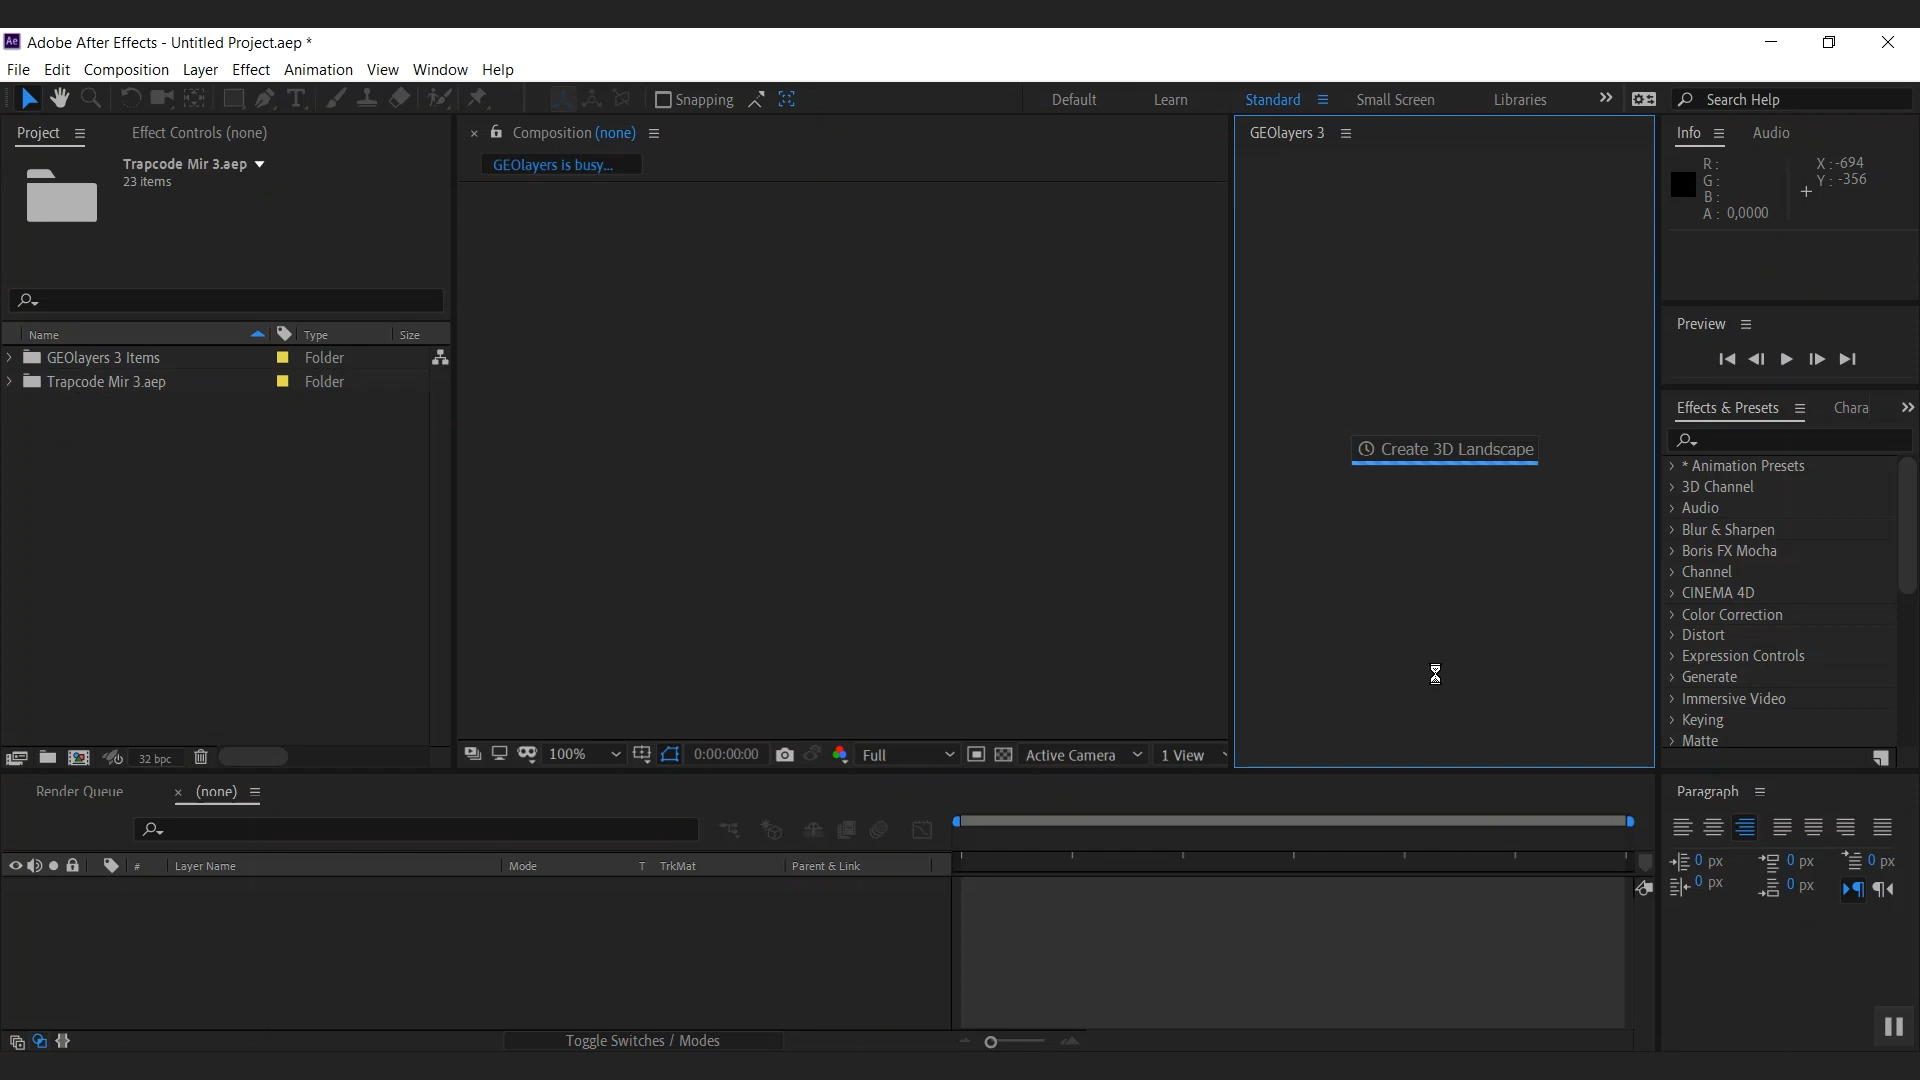 Adobe After Effects - Untitled Project.aep *
File Edit Composition Layer Effect Animation View Window Help
Snapping
Default Learn Standard Small Screen Libraries
Search Help
Project Effect Controls (none)
Trapcode Mir 3.aep
23 items
Name Type Size
GEOlayers 3 Items Folder
Trapcode Mir 3.aep Folder
32 bpc
Composition (none)
GEOlayers is busy...
100% 0:00:00:00 Full Active Camera 1 View
GEOlayers 3
Create 3D Landscape
Info Audio
R :
G :
B :
A : 0,0000
X : -694
Y : -356
Preview
Effects & Presets Chara
* Animation Presets
3D Channel
Audio
Blur & Sharpen
Boris FX Mocha
Channel
CINEMA 4D
Color Correction
Distort
Expression Controls
Generate
Immersive Video
Keying
Matte
Render Queue (none)
# Layer Name Mode T TrkMat Parent & Link
Toggle Switches / Modes
Paragraph
0 px 0 px 0 px
0 px 0 px